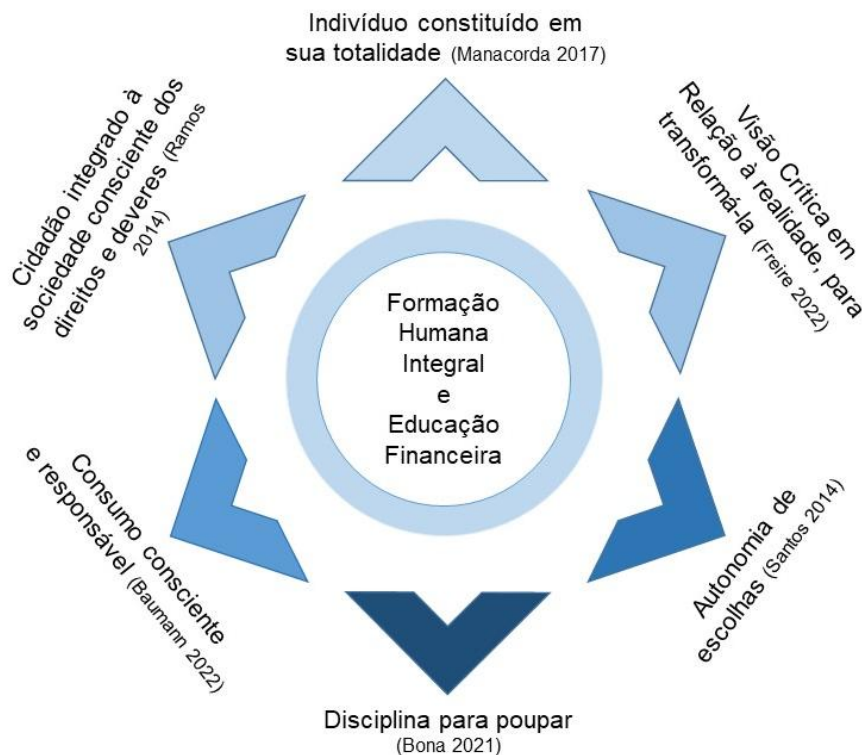 Indivíduo constituído em
sua totalidade (Manacorda 2017)
Visão Crítica em
Relação à realidade, para
transformá-la (Freire 2022)
Autonomia de
escolhas (Santos 2014)
Disciplina para poupar
(Bona 2021)
Consumo consciente
e responsável (Baumann 2022)
Cidadão integrado à
sociedade consciente dos
direitos e deveres (Ramos
2014)
Formação
Humana
Integral
e
Educação
Financeira